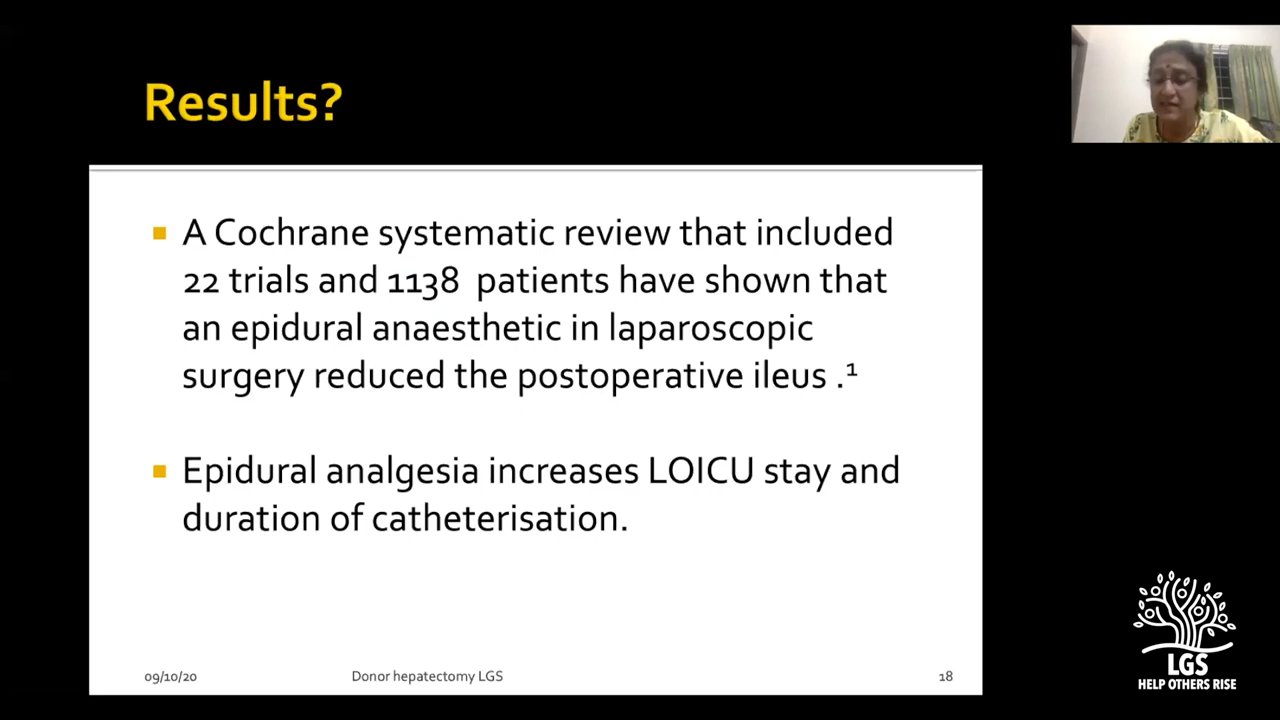 Results?
A Cochrane systematic review that included
22 trials and 1138 patients have shown that
an epidural anaesthetic in laparoscopic
surgery reduced the postoperative ileus .¹
Epidural analgesia increases LOICU stay and
duration of catheterisation.
09/10/20
Donor hepatectomy LGS
18
LGS
HELP OTHERS RISE